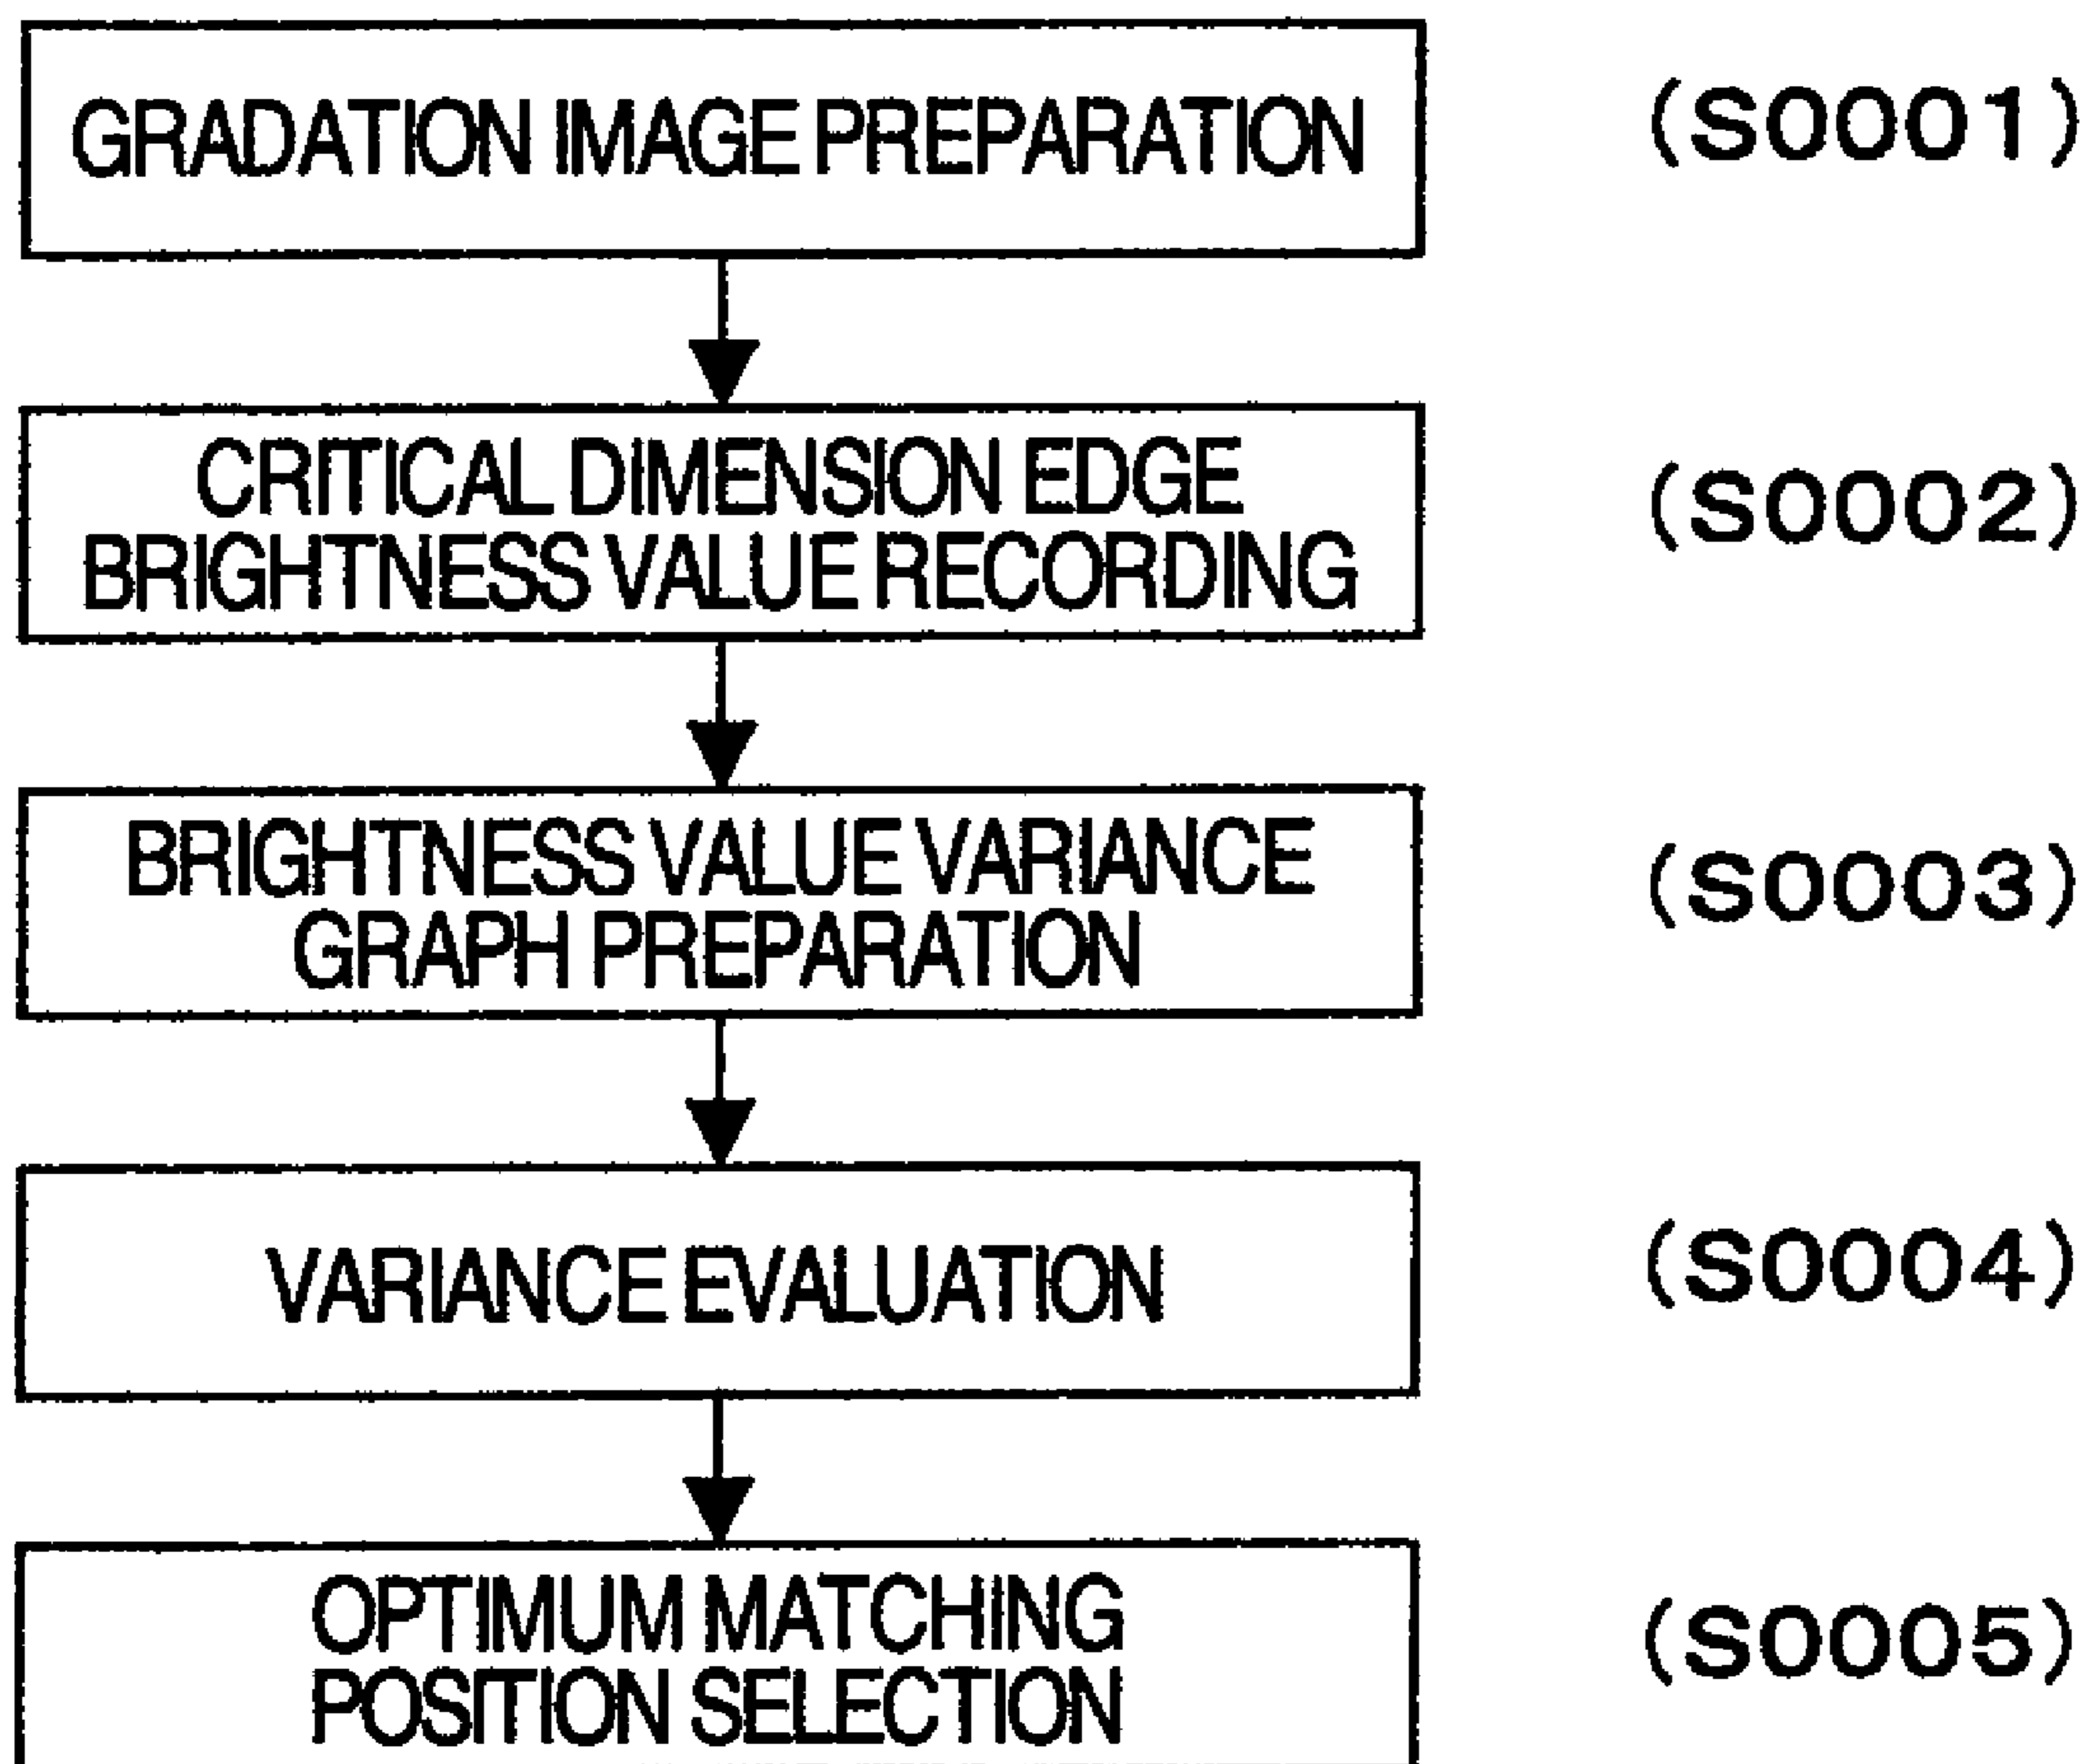 GRADATION IMAGE PREPARATION (S0001)
CRITICAL DIMENSION EDGE
BRIGHTNESS VALUE RECORDING
(S0002)
BRIGHTNESS VALUE VARIANCE
GRAPH PREPARATION
(S0003)
VARIANCE EVALUATION (S0004)
OPTIMUM MATCHING
POSITION SELECTION
(S0005)